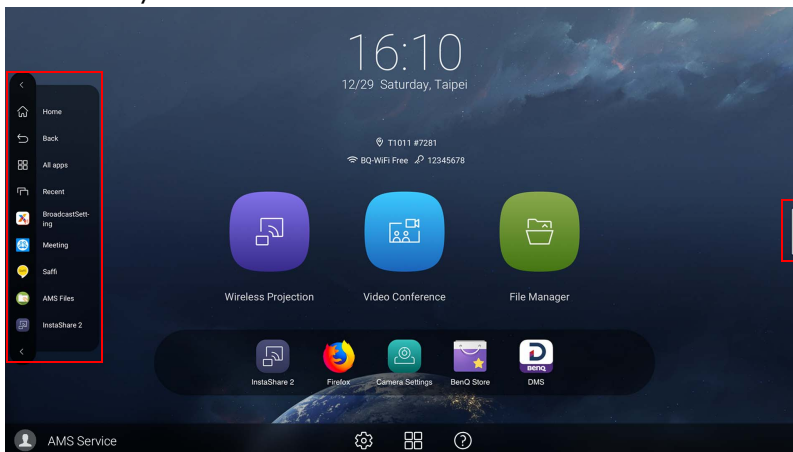 16:10
12/29 Saturday, Taipei
T1011 #7281
BQ-WiFi Free 12345678
Home
Back
All apps
Recent
BroadcastSett-
ing
Meeting
Saffi
AMS Files
InstaShare 2
Wireless Projection Video Conference File Manager
BenQ
InstaShare 2 Firefox Camera Settings BenQ Store DMS
AMS Service